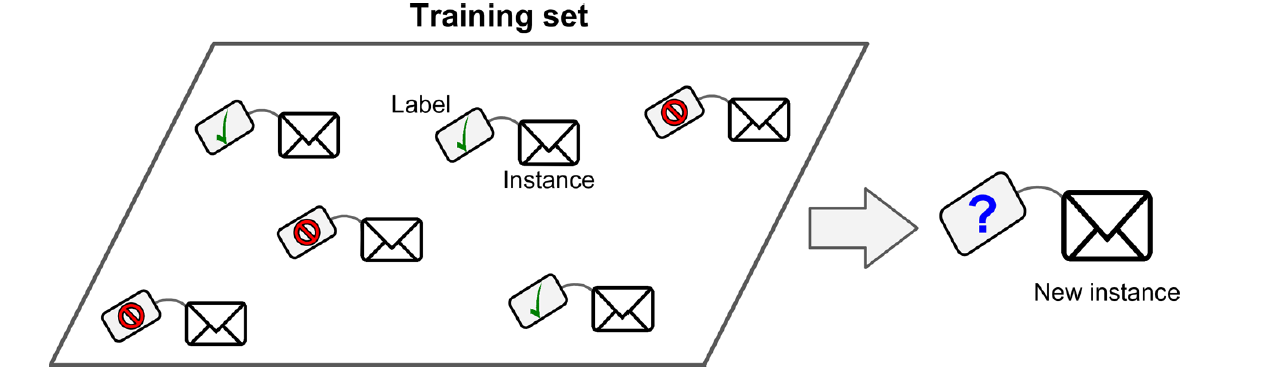 Training set
Label
Instance
?
New instance